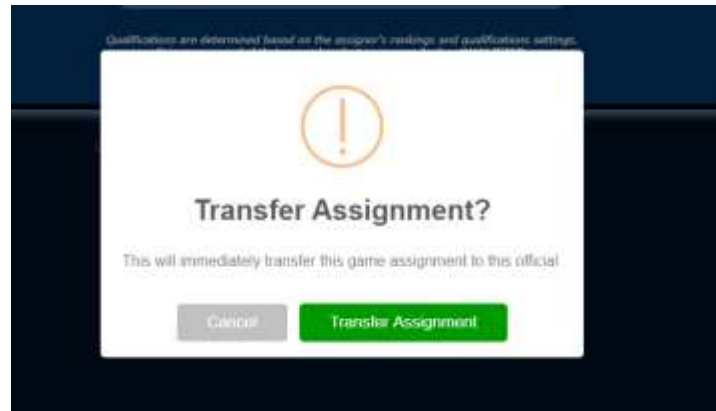 Qualifications are determined based on the assigner's rankings and qualifications settings.
Transfer Assignment?
This will immediately transfer this game assignment to this official
Cancel
Transfer Assignment